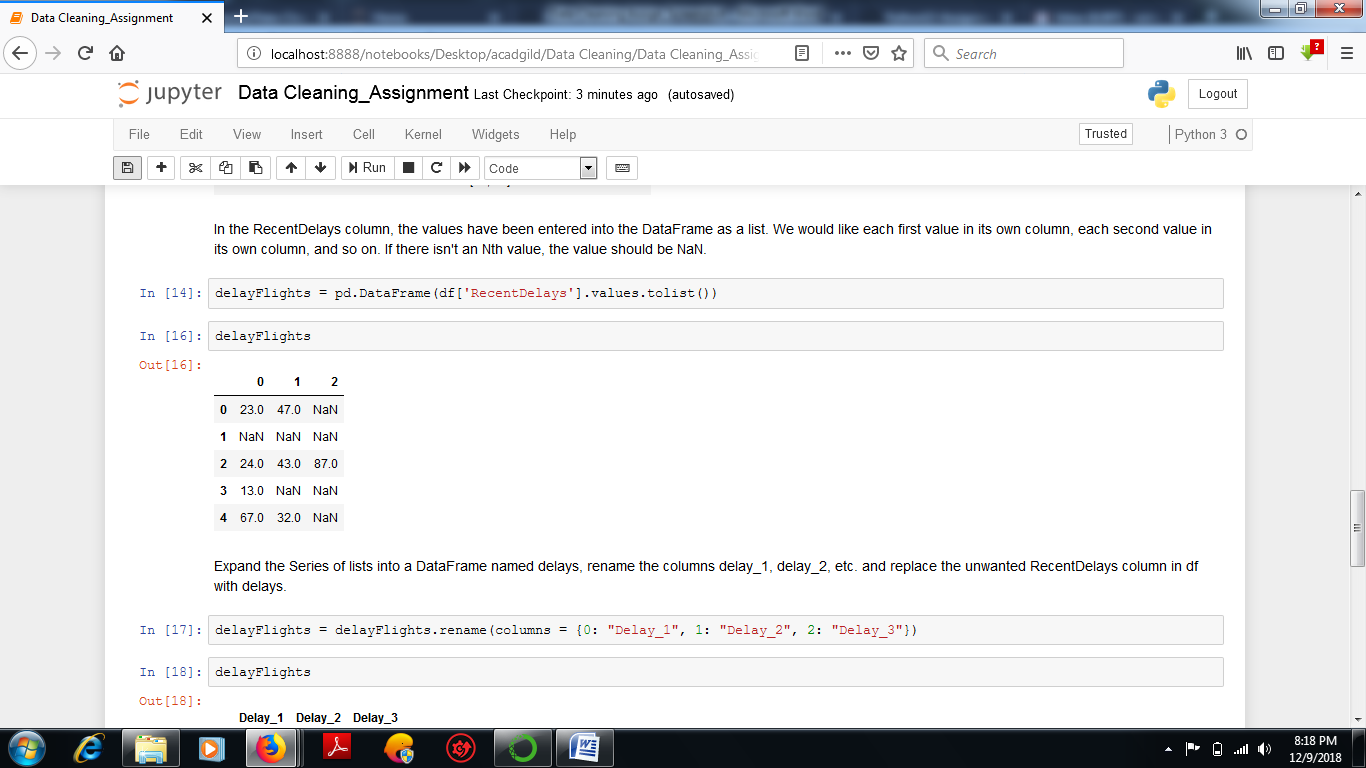 Data Cleaning_Assignment
localhost:8888/notebooks/Desktop/acadgild/Data Cleaning/Data Cleaning_Assig
Search
jupyter Data Cleaning_Assignment Last Checkpoint: 3 minutes ago (autosaved)
Logout
File Edit View Insert Cell Kernel Widgets Help
Trusted
Python 3
Run
Code
In the RecentDelays column, the values have been entered into the DataFrame as a list. We would like each first value in its own column, each second value in
its own column, and so on. If there isn't an Nth value, the value should be NaN.
In [14]: delayFlights = pd.DataFrame(df['RecentDelays'].values.tolist())
In [16]: delayFlights
Out[16]:
0 1 2
0 23.0 47.0 NaN
1 NaN NaN NaN
2 24.0 43.0 87.0
3 13.0 NaN NaN
4 67.0 32.0 NaN
Expand the Series of lists into a DataFrame named delays, rename the columns delay_1, delay_2, etc. and replace the unwanted RecentDelays column in df
with delays.
In [17]: delayFlights = delayFlights.rename(columns = {0: "Delay_1", 1: "Delay_2", 2: "Delay_3"})
In [18]: delayFlights
Out[18]:
Delay_1 Delay_2 Delay_3
8:18 PM
12/9/2018